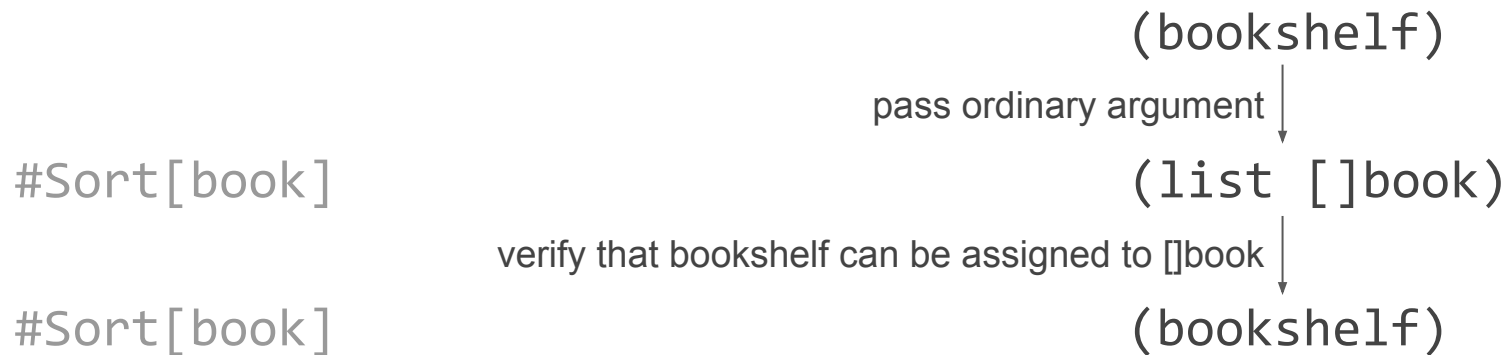 (bookshelf)
pass ordinary argument
#Sort[book] (list []book)
verify that bookshelf can be assigned to []book
#Sort[book] (bookshelf)